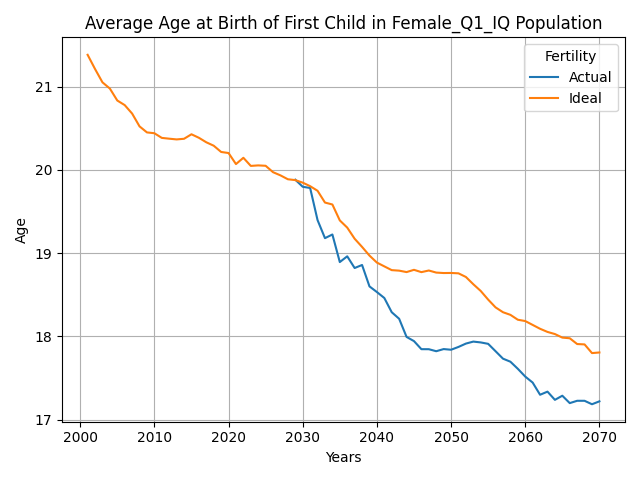 Average Age at Birth of First Child in Female_Q1_IQ Population
Fertility
Actual
Ideal
Age
21
20
19
18
17
2000
2010
2020
2030
2040
2050
2060
2070
Years